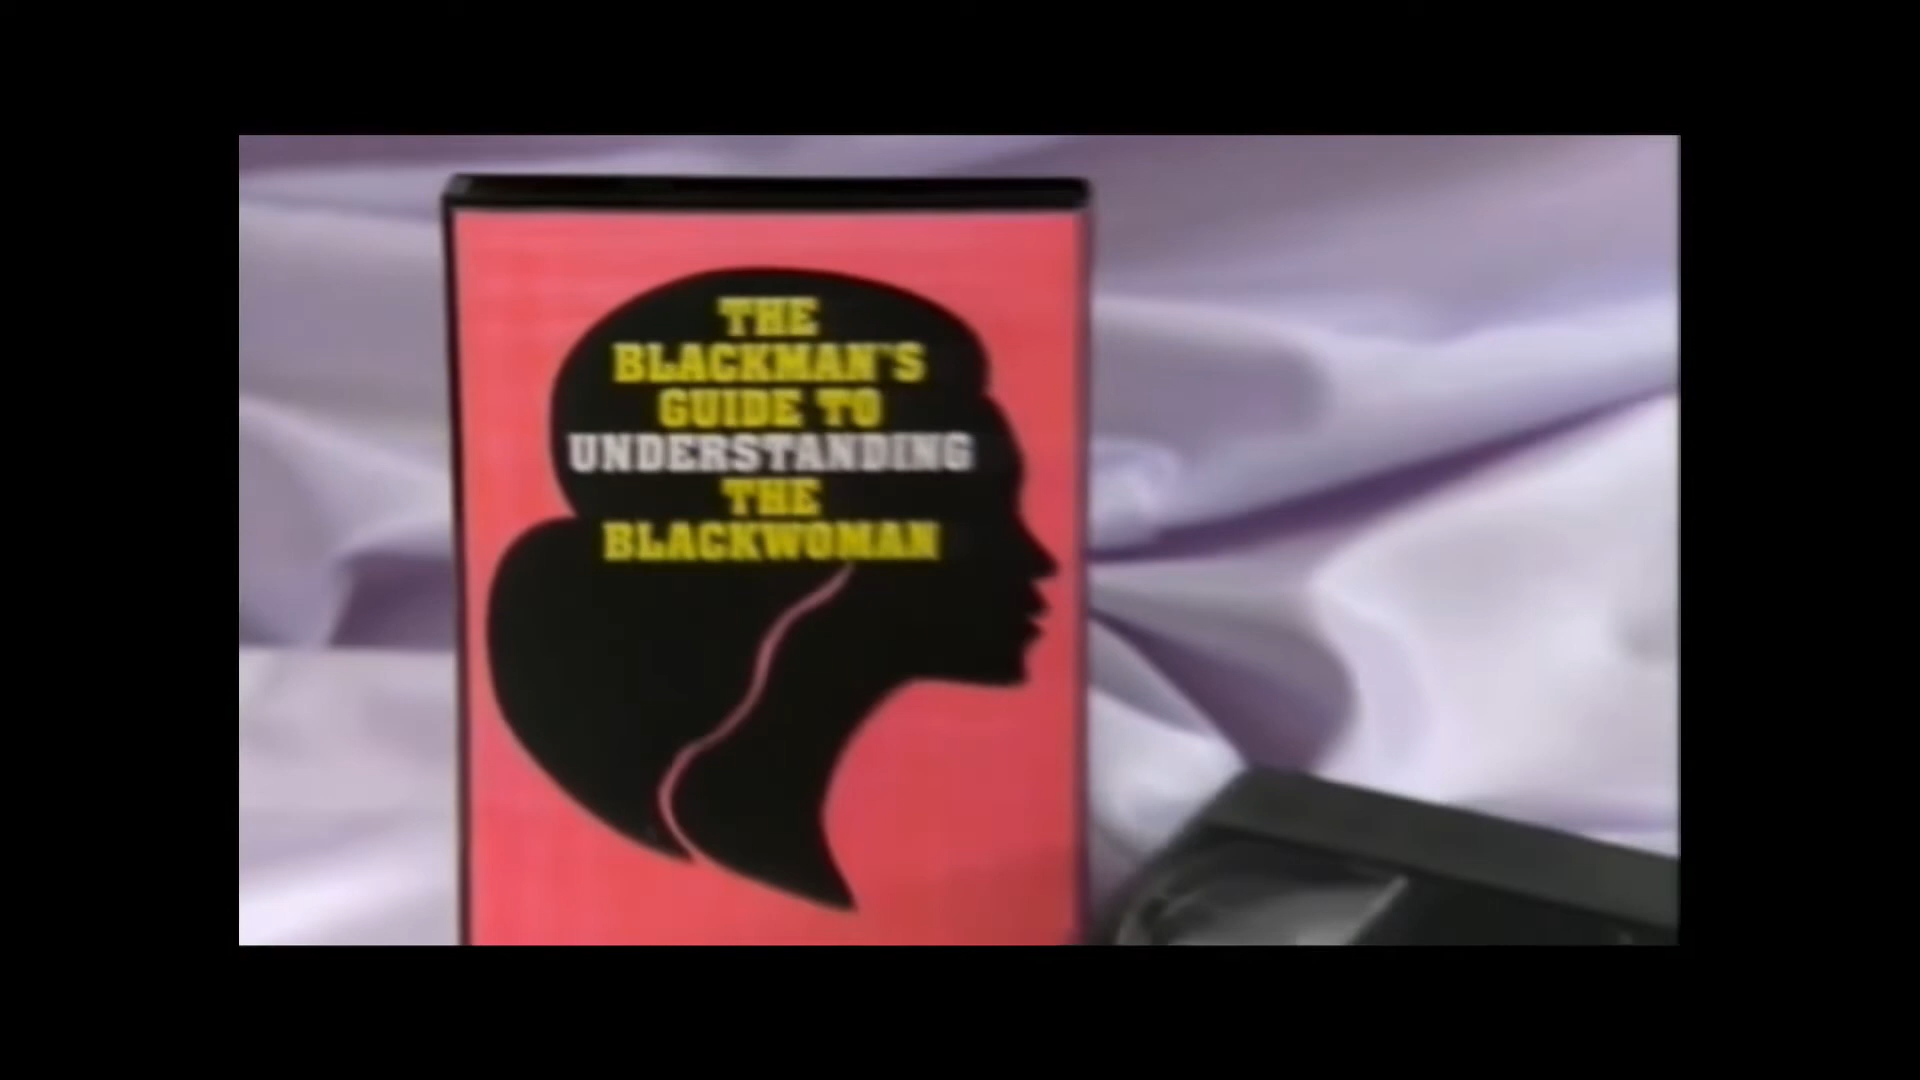 THE
BLACKMAN'S
GUIDE TO
UNDERSTANDING
THE
BLACKWOMAN